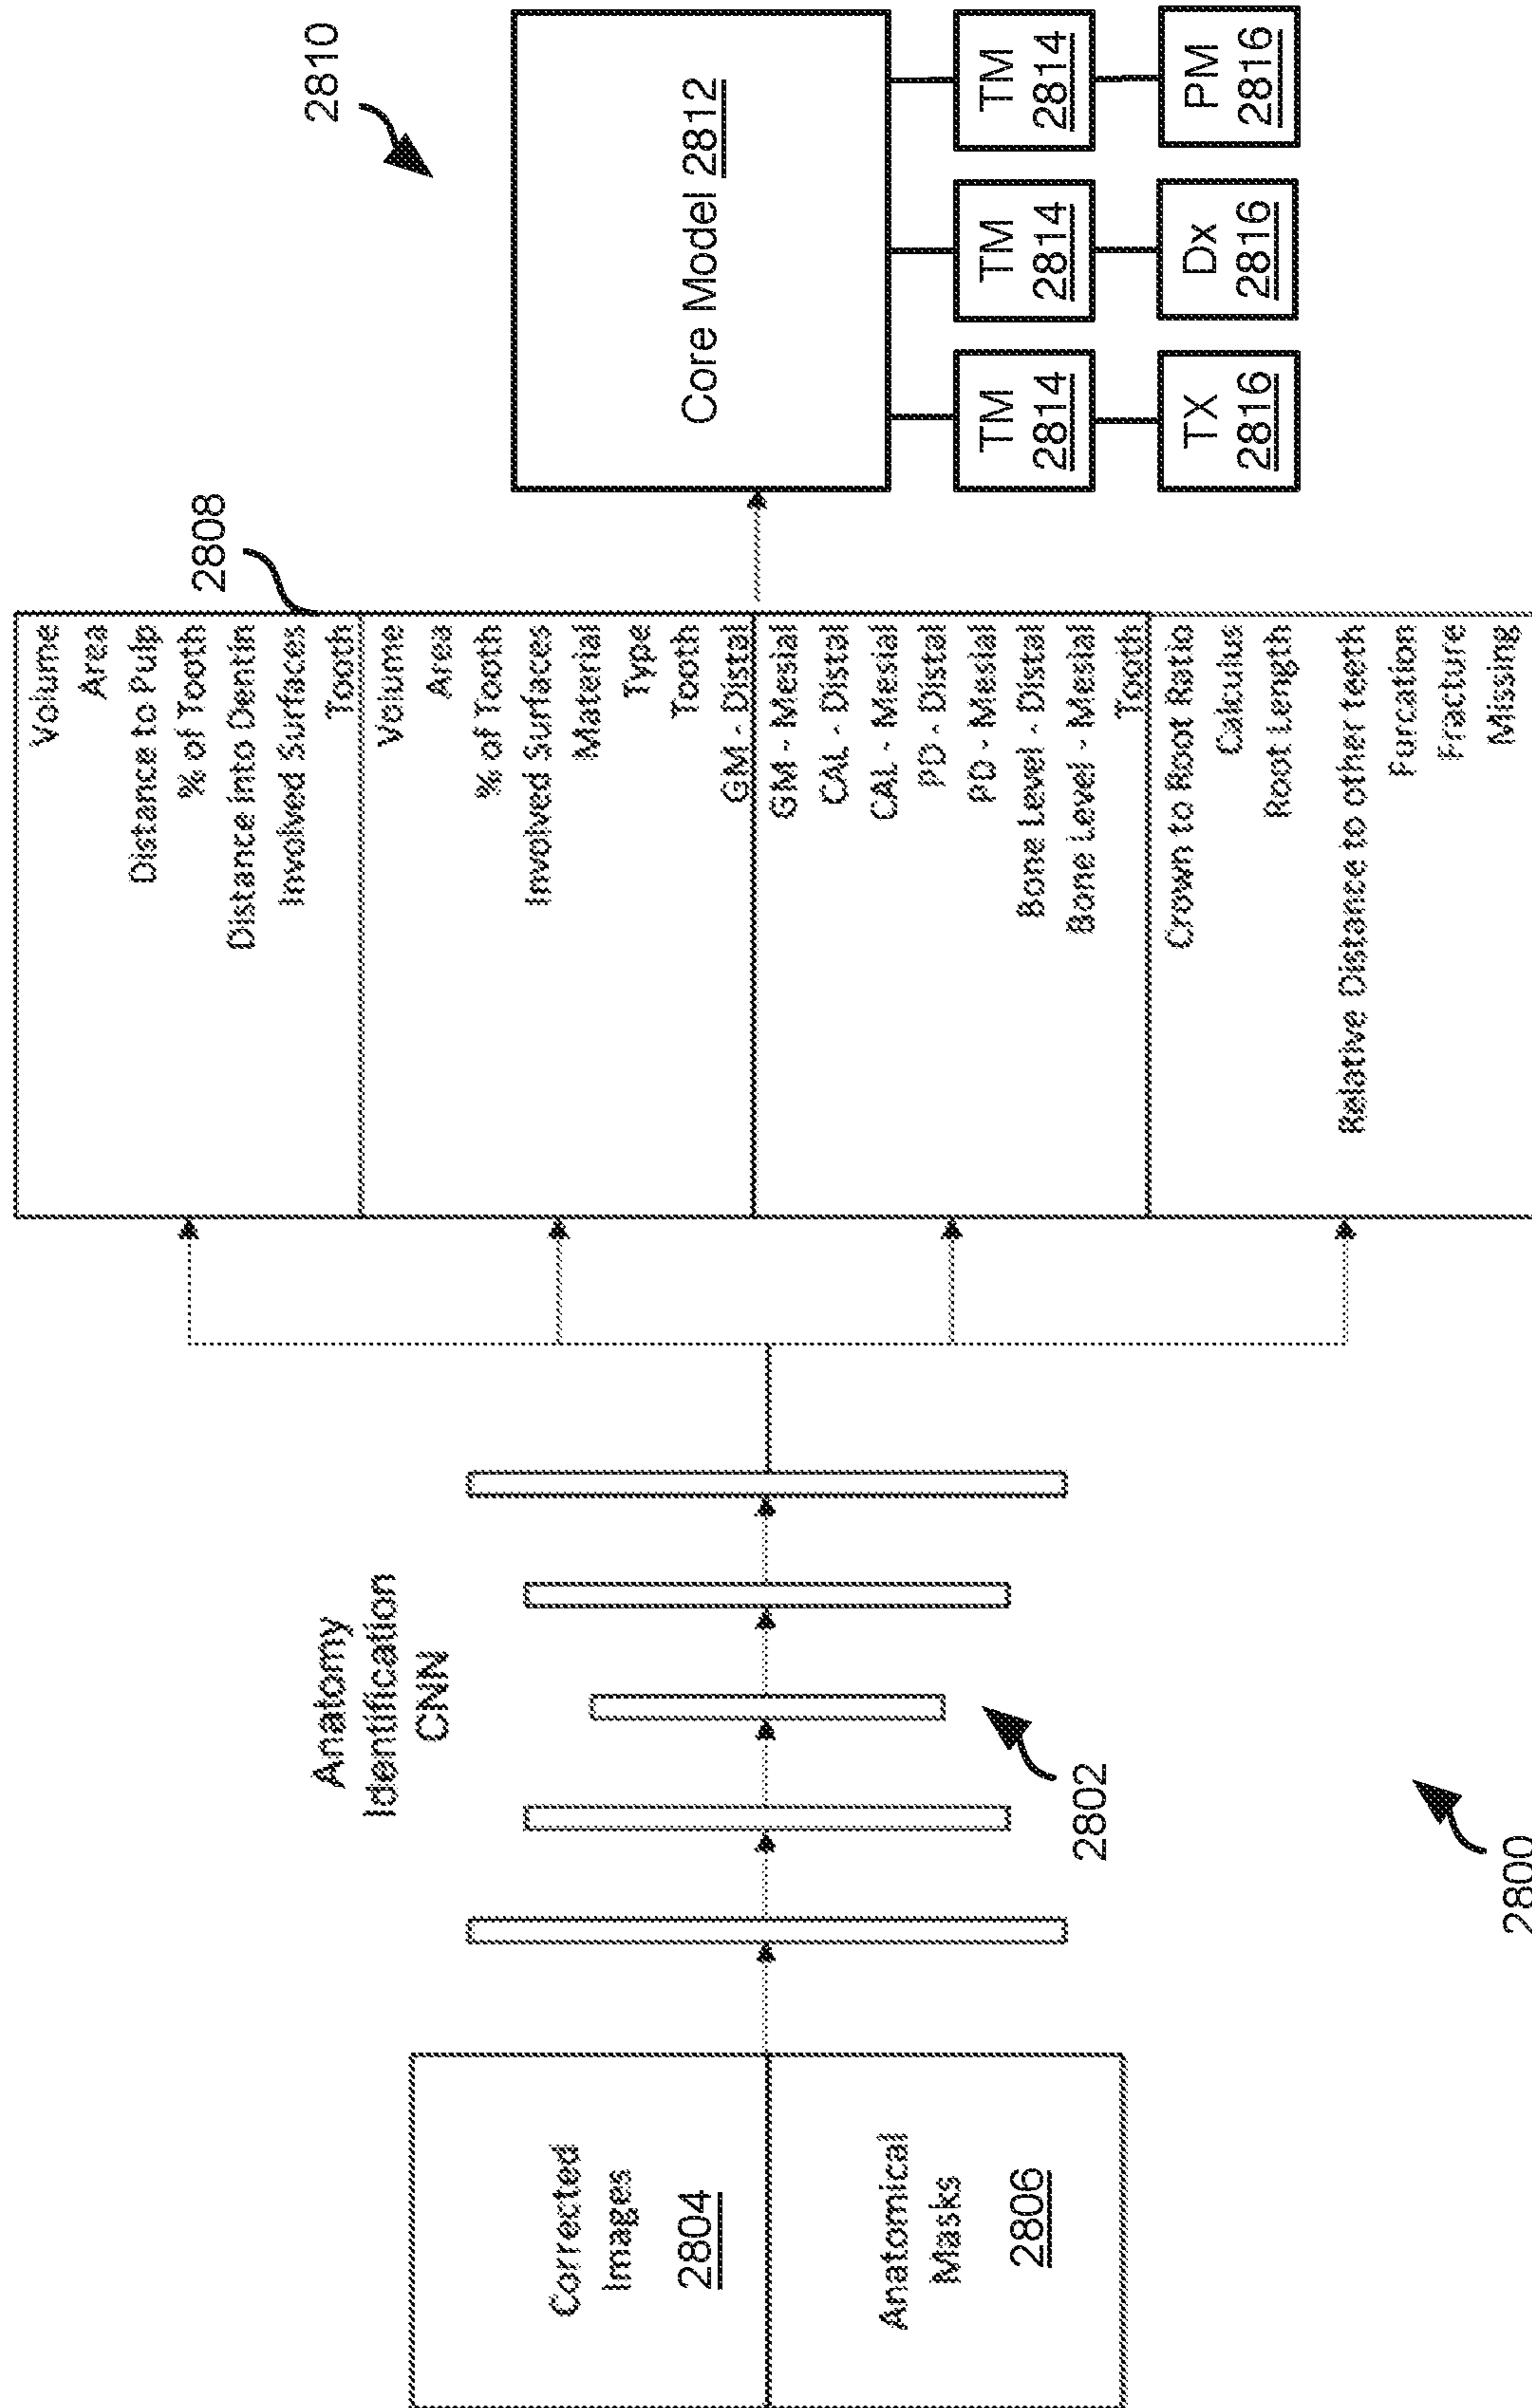 Corrected
Images
2804
Anatomical
Masks
2806
Anatomy
Identification
CNN
2802
2800
Volume
Area
Distance to Pulp
% of Tooth
Distance into Dentin
Involved Surfaces
Tooth
Volume
Area
% of Tooth
Involved Surfaces
Material
Type
Tooth
GM - Distal
GM - Mesial
CAL - Distal
CAL - Mesial
PD - Distal
PD - Mesial
Bone Level - Distal
Bone Level - Mesial
Tooth
Crown to Root Ratio
Calculus
Root Length
Relative Distance to other teeth
Furcation
Fracture
Missing
2808
2810
Core Model 2812
TM
2814
TM
2814
TM
2814
TX
2816
Dx
2816
PM
2816